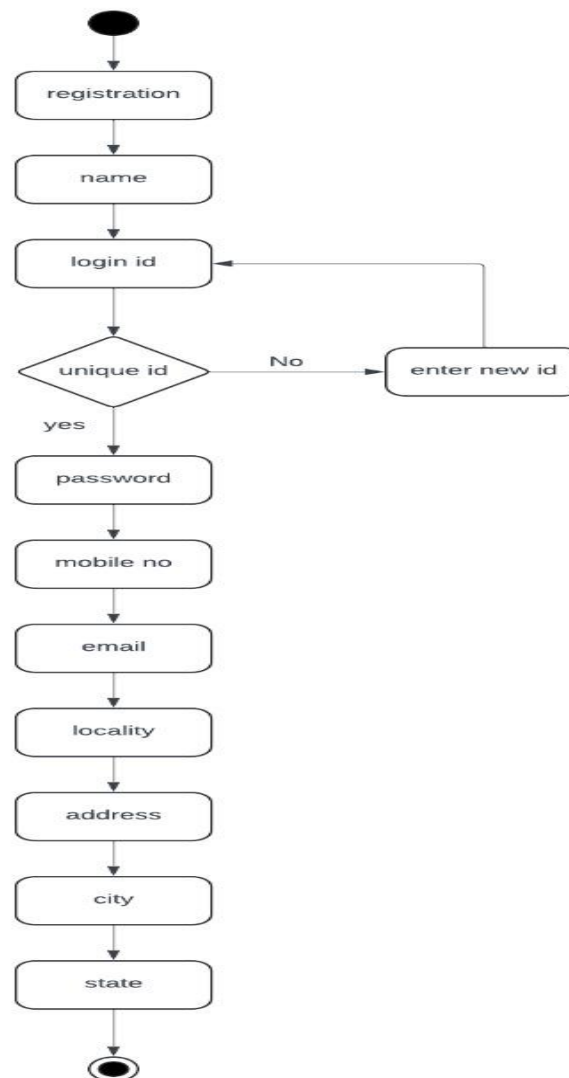 registration
name
login id
unique id
No
enter new id
yes
password
mobile no
email
locality
address
city
state